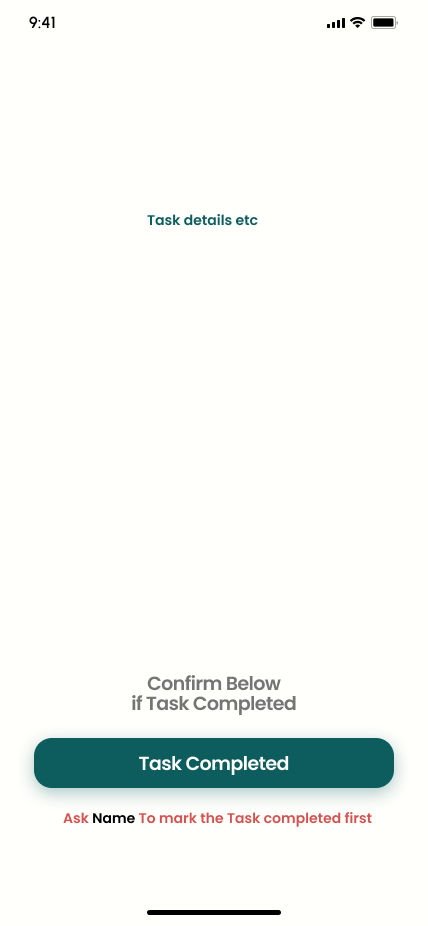 9:41
Task details etc
Confirm Below
if Task Completed
Task Completed
Ask Name To mark the Task completed first